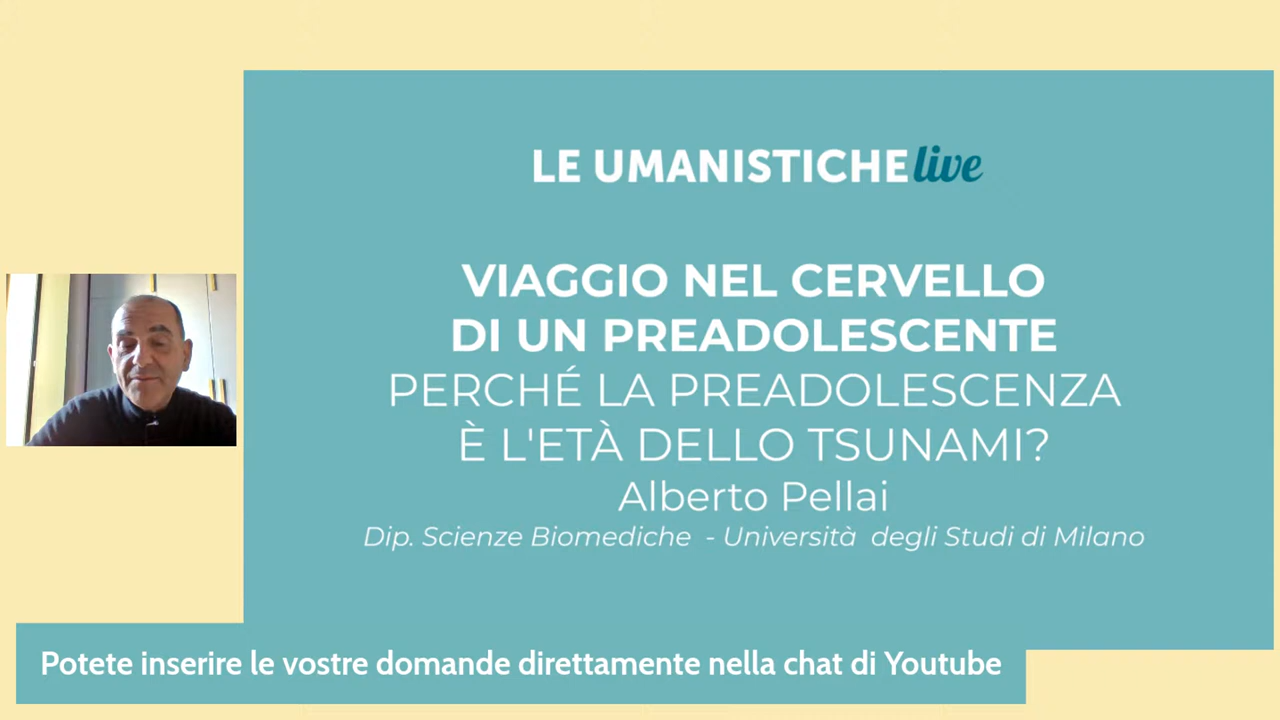 LE UMANISTICHE live
VIAGGIO NEL CERVELLO
DI UN PREADOLESCENTE
PERCHÉ LA PREADOLESCENZA
È L'ETÀ DELLO TSUNAMI?
Alberto Pellai
Dip. Scienze Biomediche - Università degli Studi di Milano
Potete inserire le vostre domande direttamente nella chat di Youtube